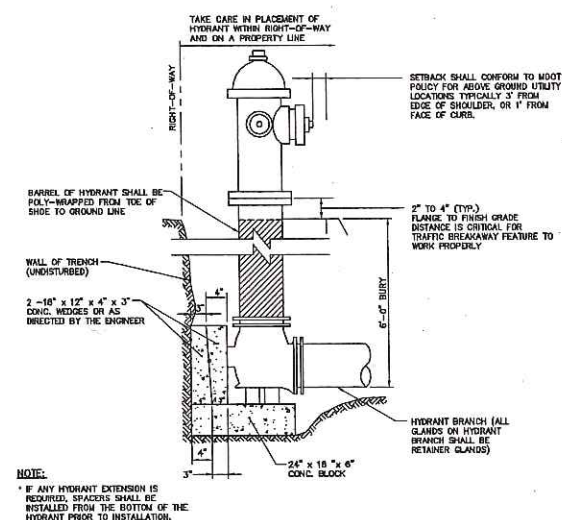 TAKE CARE IN PLACEMENT OF
HYDRANT WITHIN RIGHT-OF-WAY
AND ON A PROPERTY LINE
RIGHT-OF-WAY
SETBACK SHALL CONFORM TO MDOT
POLICY FOR ABOVE GROUND UTILITY
LOCATIONS TYPICALLY 3' FROM
EDGE OF SHOULDER, OR 1' FROM
FACE OF CURB.
BARREL OF HYDRANT SHALL BE
POLY-WRAPPED FROM TOE OF
SHOE TO GROUND LINE
2" TO 4" (TYP.)
FLANGE TO FINISH GRADE
DISTANCE IS CRITICAL FOR
TRAFFIC BREAKAWAY FEATURE TO
WORK PROPERLY
WALL OF TRENCH
(UNDISTURBED)
4"
3"
2 -16" x 12" x 4" x 3"
CONC. WEDGES OR AS
DIRECTED BY THE ENGINEER
6'-0" BURY
HYDRANT BRANCH (ALL
GLANDS ON HYDRANT
BRANCH SHALL BE
RETAINER GLANDS)
4"
3"
24" x 16" x 6"
CONC. BLOCK
NOTE:
* IF ANY HYDRANT EXTENSION IS
REQUIRED, SPACERS SHALL BE
INSTALLED FROM THE BOTTOM OF THE
HYDRANT PRIOR TO INSTALLATION.